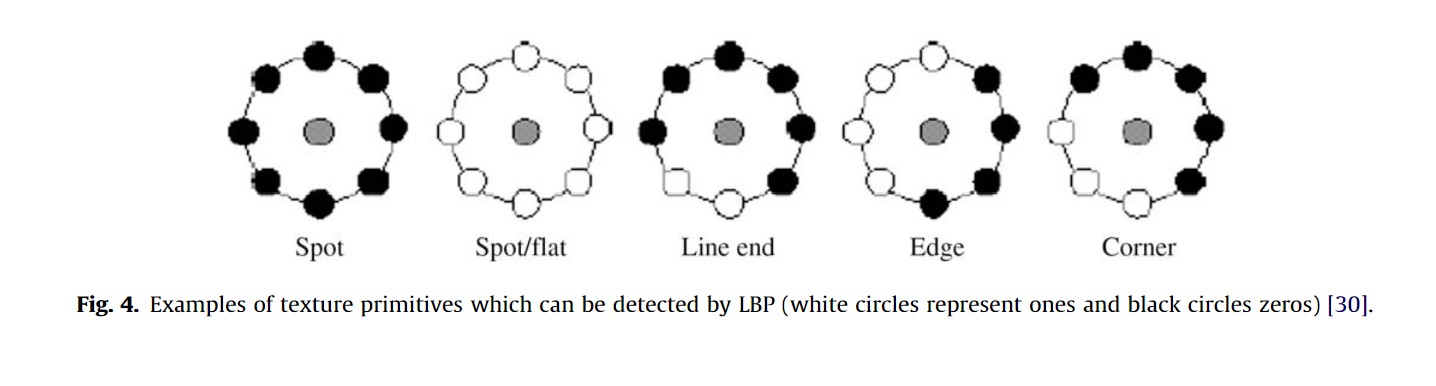 Spot Spot/flat Line end Edge Corner
Fig. 4. Examples of texture primitives which can be detected by LBP (white circles represent ones and black circles zeros) [30].